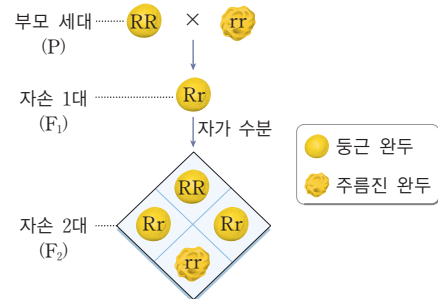 부모 세대
(P)
RR × rr
자손 1대
(F₁)
Rr
자가 수분
둥근 완두
주름진 완두
자손 2대
(F₂)
RR
Rr Rr
rr